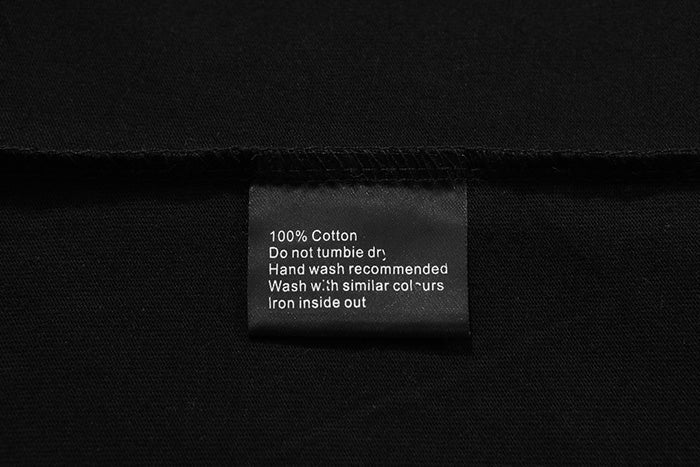 100% Cotton
Do not tumbie dry
Hand wash recommended
Wash with similar colours
Iron inside out